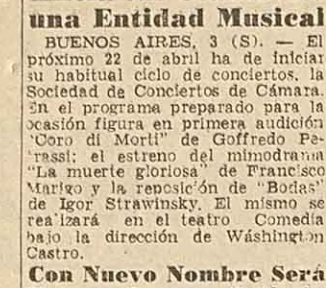 una Entidad Musical
BUENOS AIRES, 3 (S). — El
próximo 22 de abril ha de iniciar
su habitual ciclo de conciertos, la
Sociedad de Conciertos de Cámara.
En el programa preparado para la
ocasión figura en primera audición
"Coro di Morti" de Goffredo Pe-
trassi; el estreno del mimodrama
"La muerte gloriosa" de Francisco
Marigo y la reposición de "Bodas"
de Igor Strawinsky. El mismo se
realizará en el teatro Comedia
bajo la dirección de Wáshington
Castro.
Con Nuevo Nombre Será